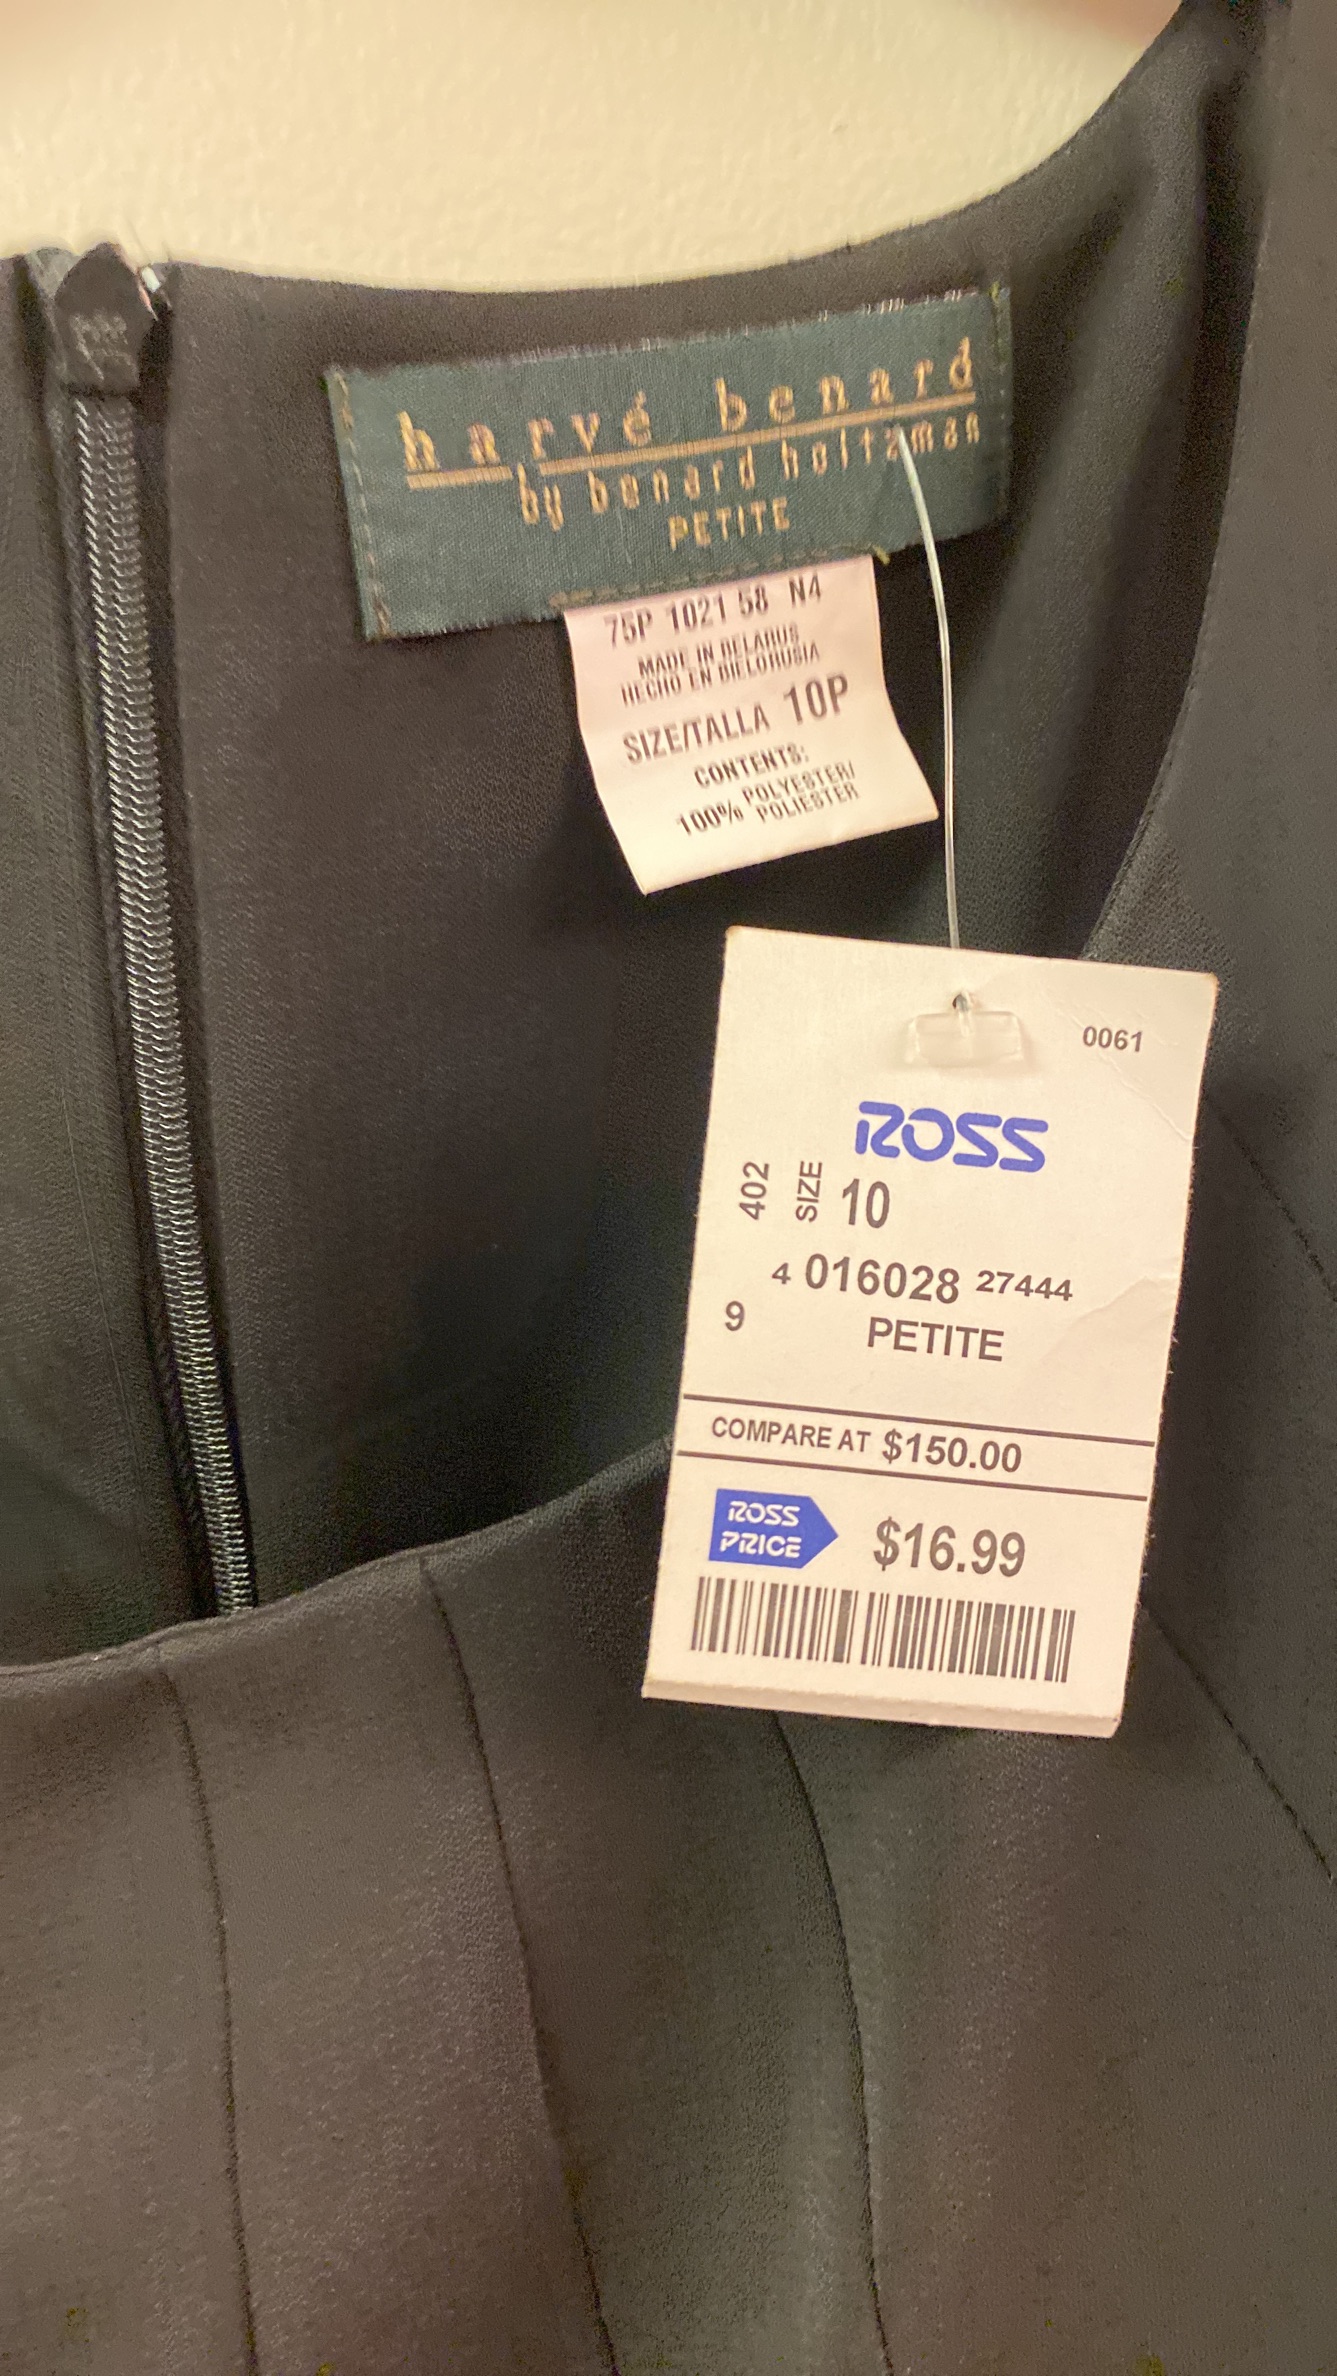 harvé benard
by benard holtzman
PETITE
75P 1021 58 N4
MADE IN BELARUS
HECHO EN BIELORUSIA
SIZE/TALLA 10P
CONTENTS:
100% POLYESTER/
POLIESTER
0061
ROSS
402 SIZE 10
4 016028 27444
9 PETITE
COMPARE AT $150.00
ROSS
PRICE $16.99